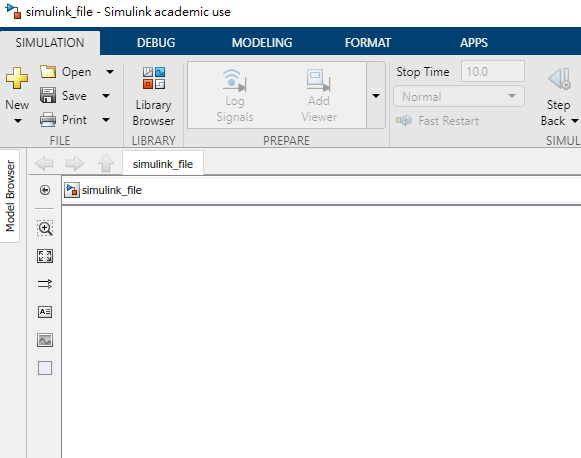 simulink_file - Simulink academic use
SIMULATION DEBUG MODELING FORMAT APPS
New
Open
Save
Print
FILE
Library
Browser
LIBRARY
Log
Signals
Add
Viewer
PREPARE
Stop Time 10.0
Normal
Fast Restart
Step
Back
SIMUL
Model Browser
simulink_file
simulink_file